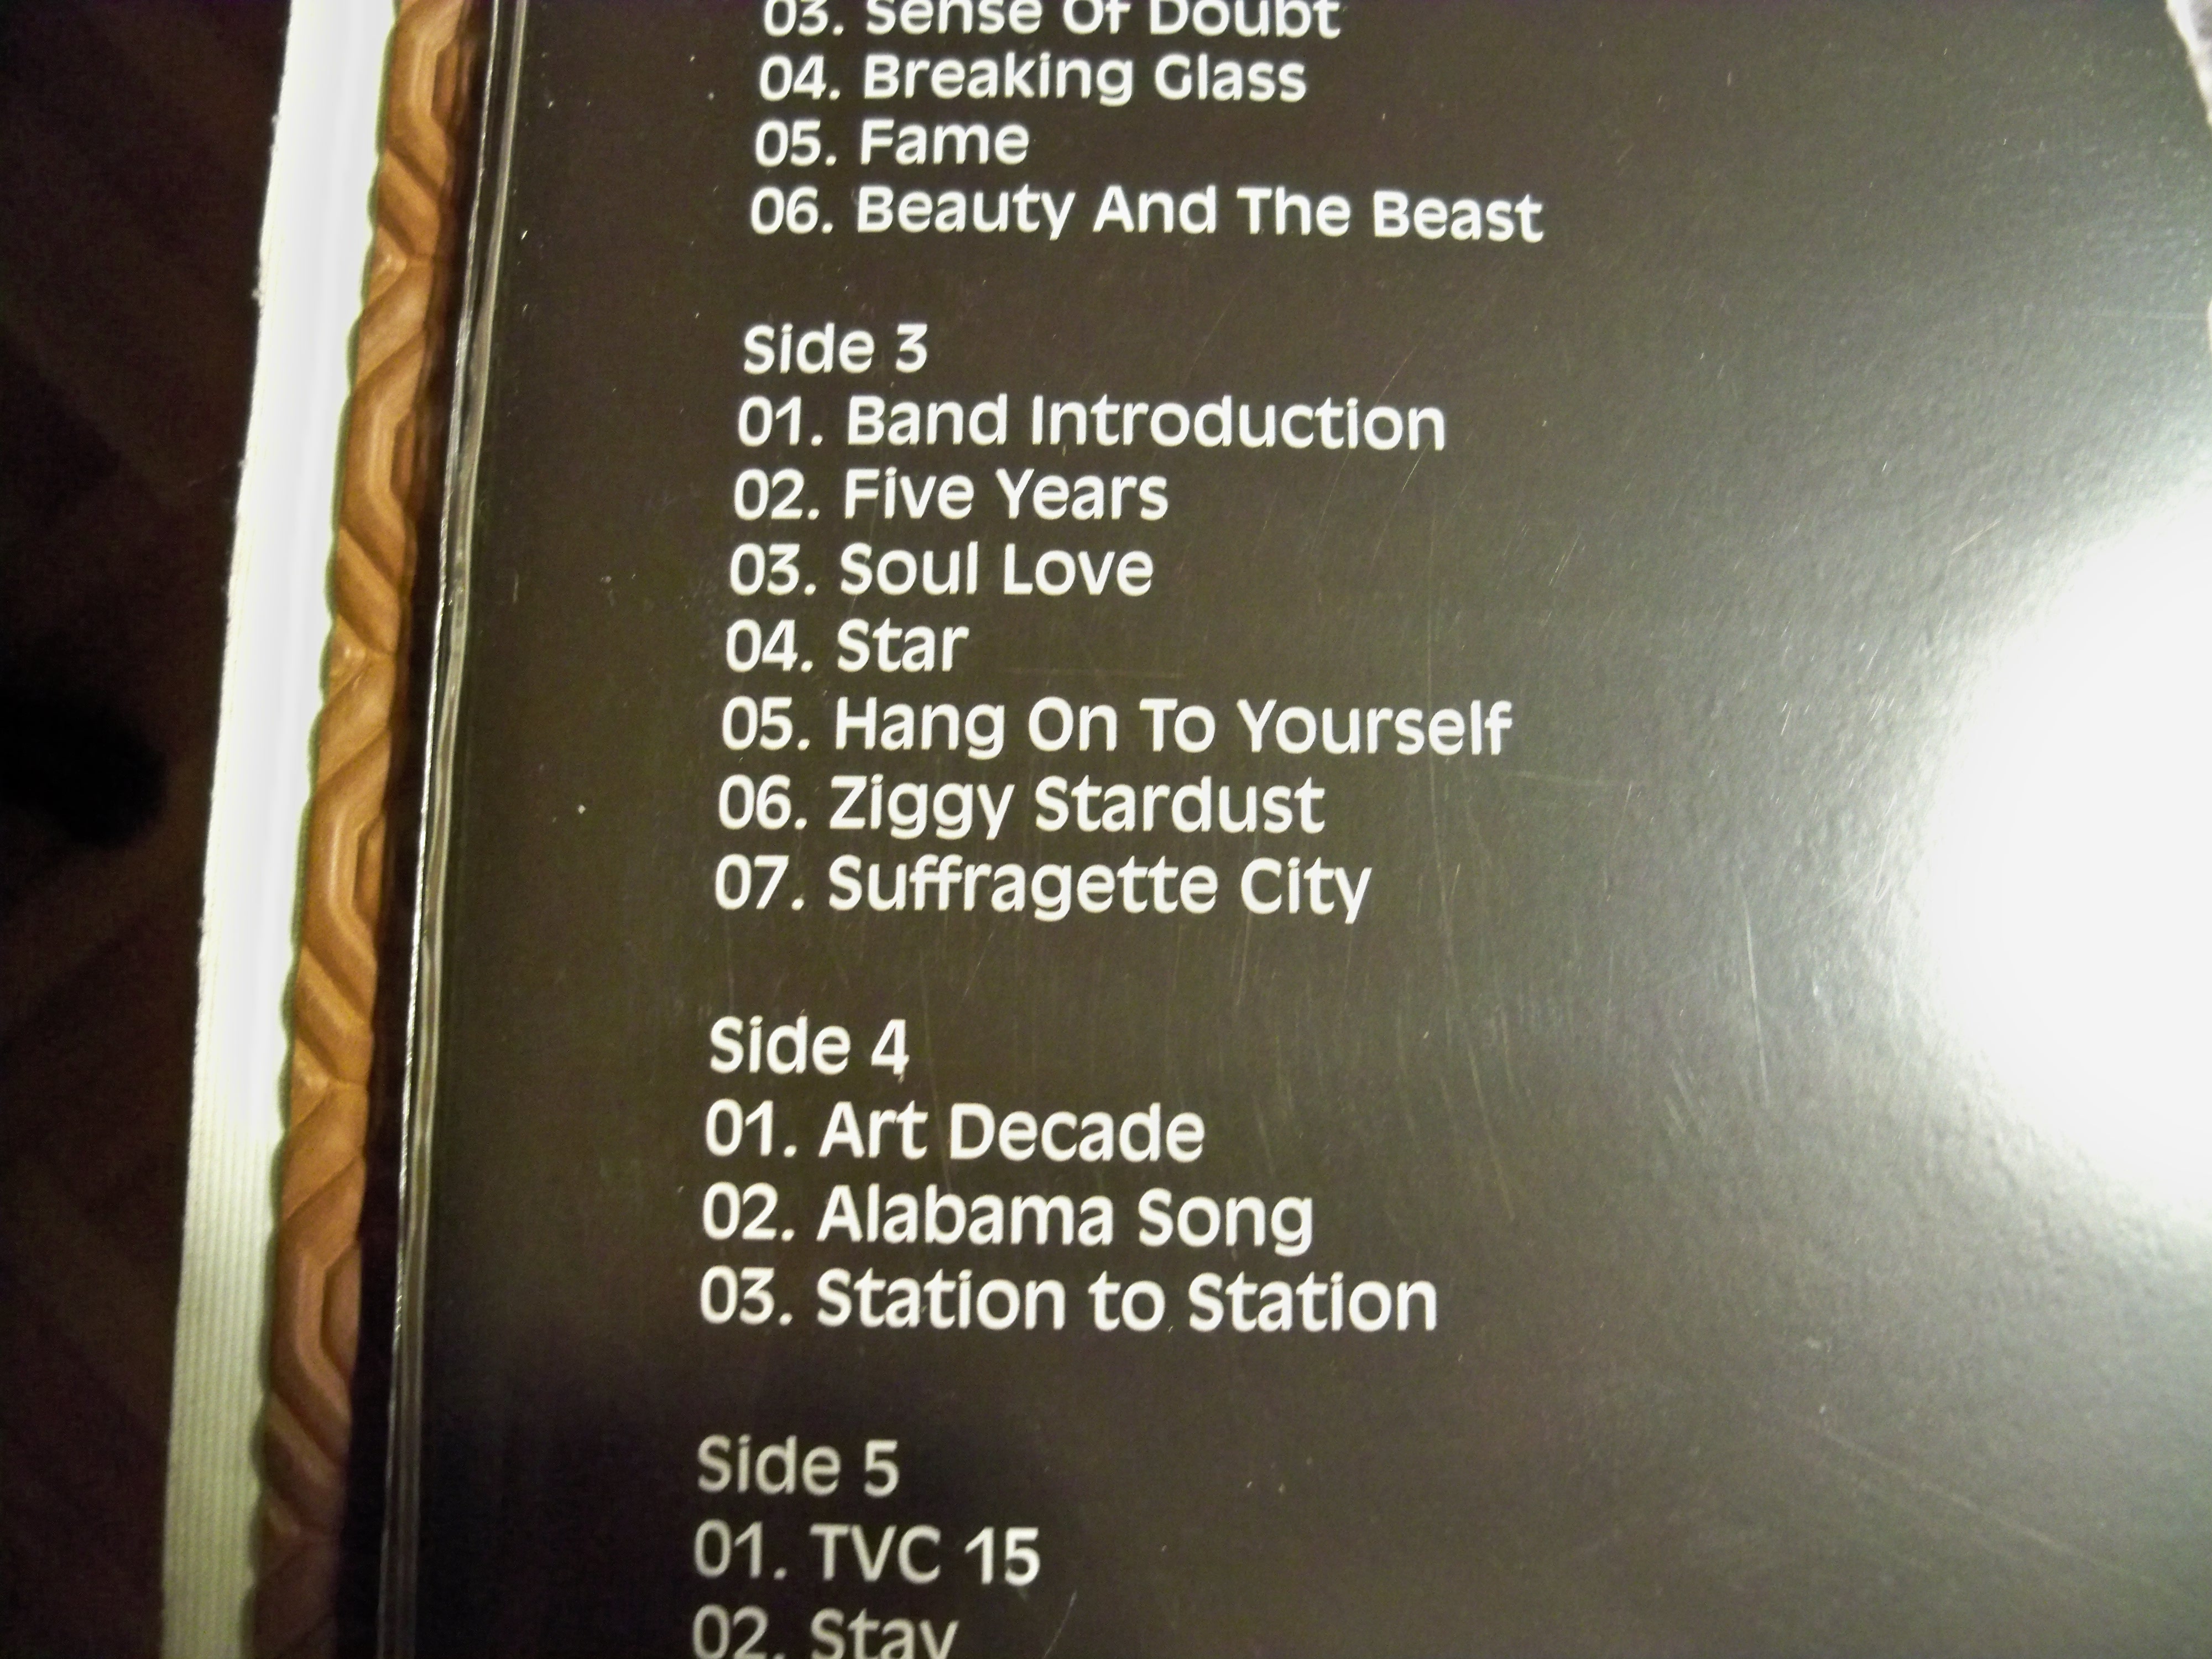 03. Sense Of Doubt
04. Breaking Glass
05. Fame
06. Beauty And The Beast
Side 3
01. Band Introduction
02. Five Years
03. Soul Love
04. Star
05. Hang On To Yourself
06. Ziggy Stardust
07. Suffragette City
Side 4
01. Art Decade
02. Alabama Song
03. Station to Station
Side 5
01. TVC 15
02. Stay